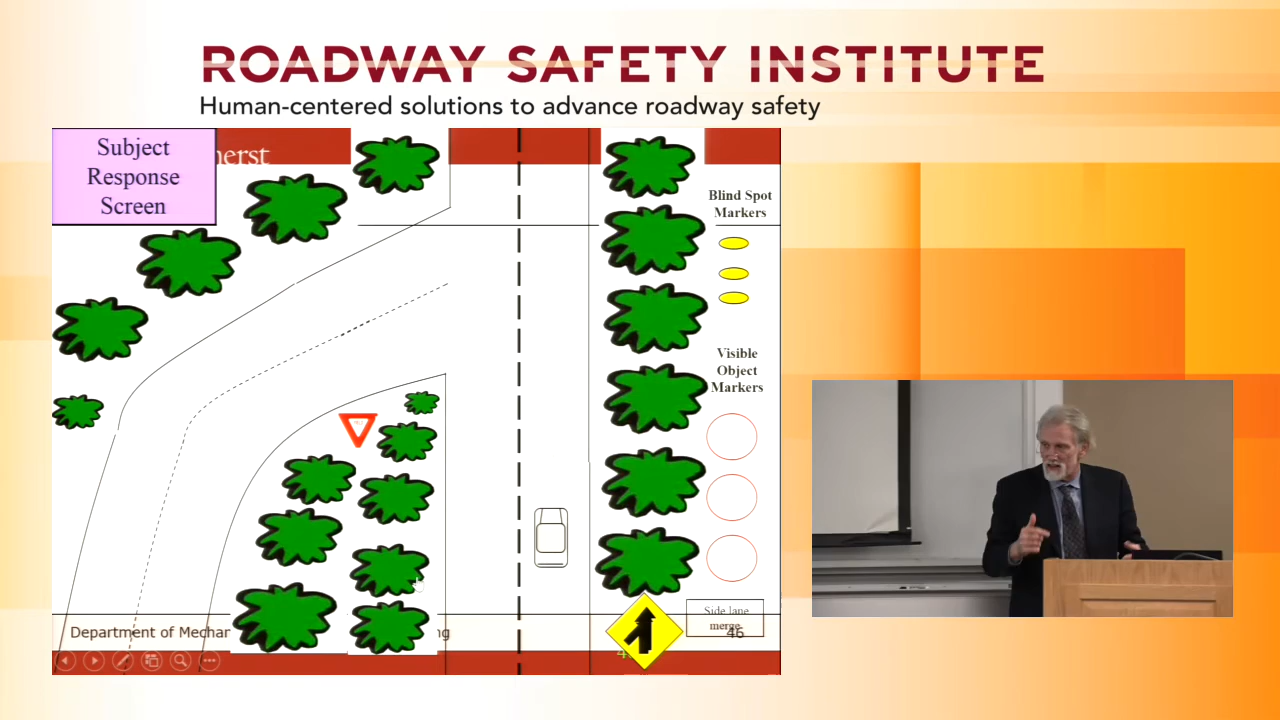 ROADWAY SAFETY INSTITUTE
Human-centered solutions to advance roadway safety
Subject
Response
Screen
herst
Blind Spot
Markers
Visible
Object
Markers
Side lane
merge
46
Department of Mechan
ng
4